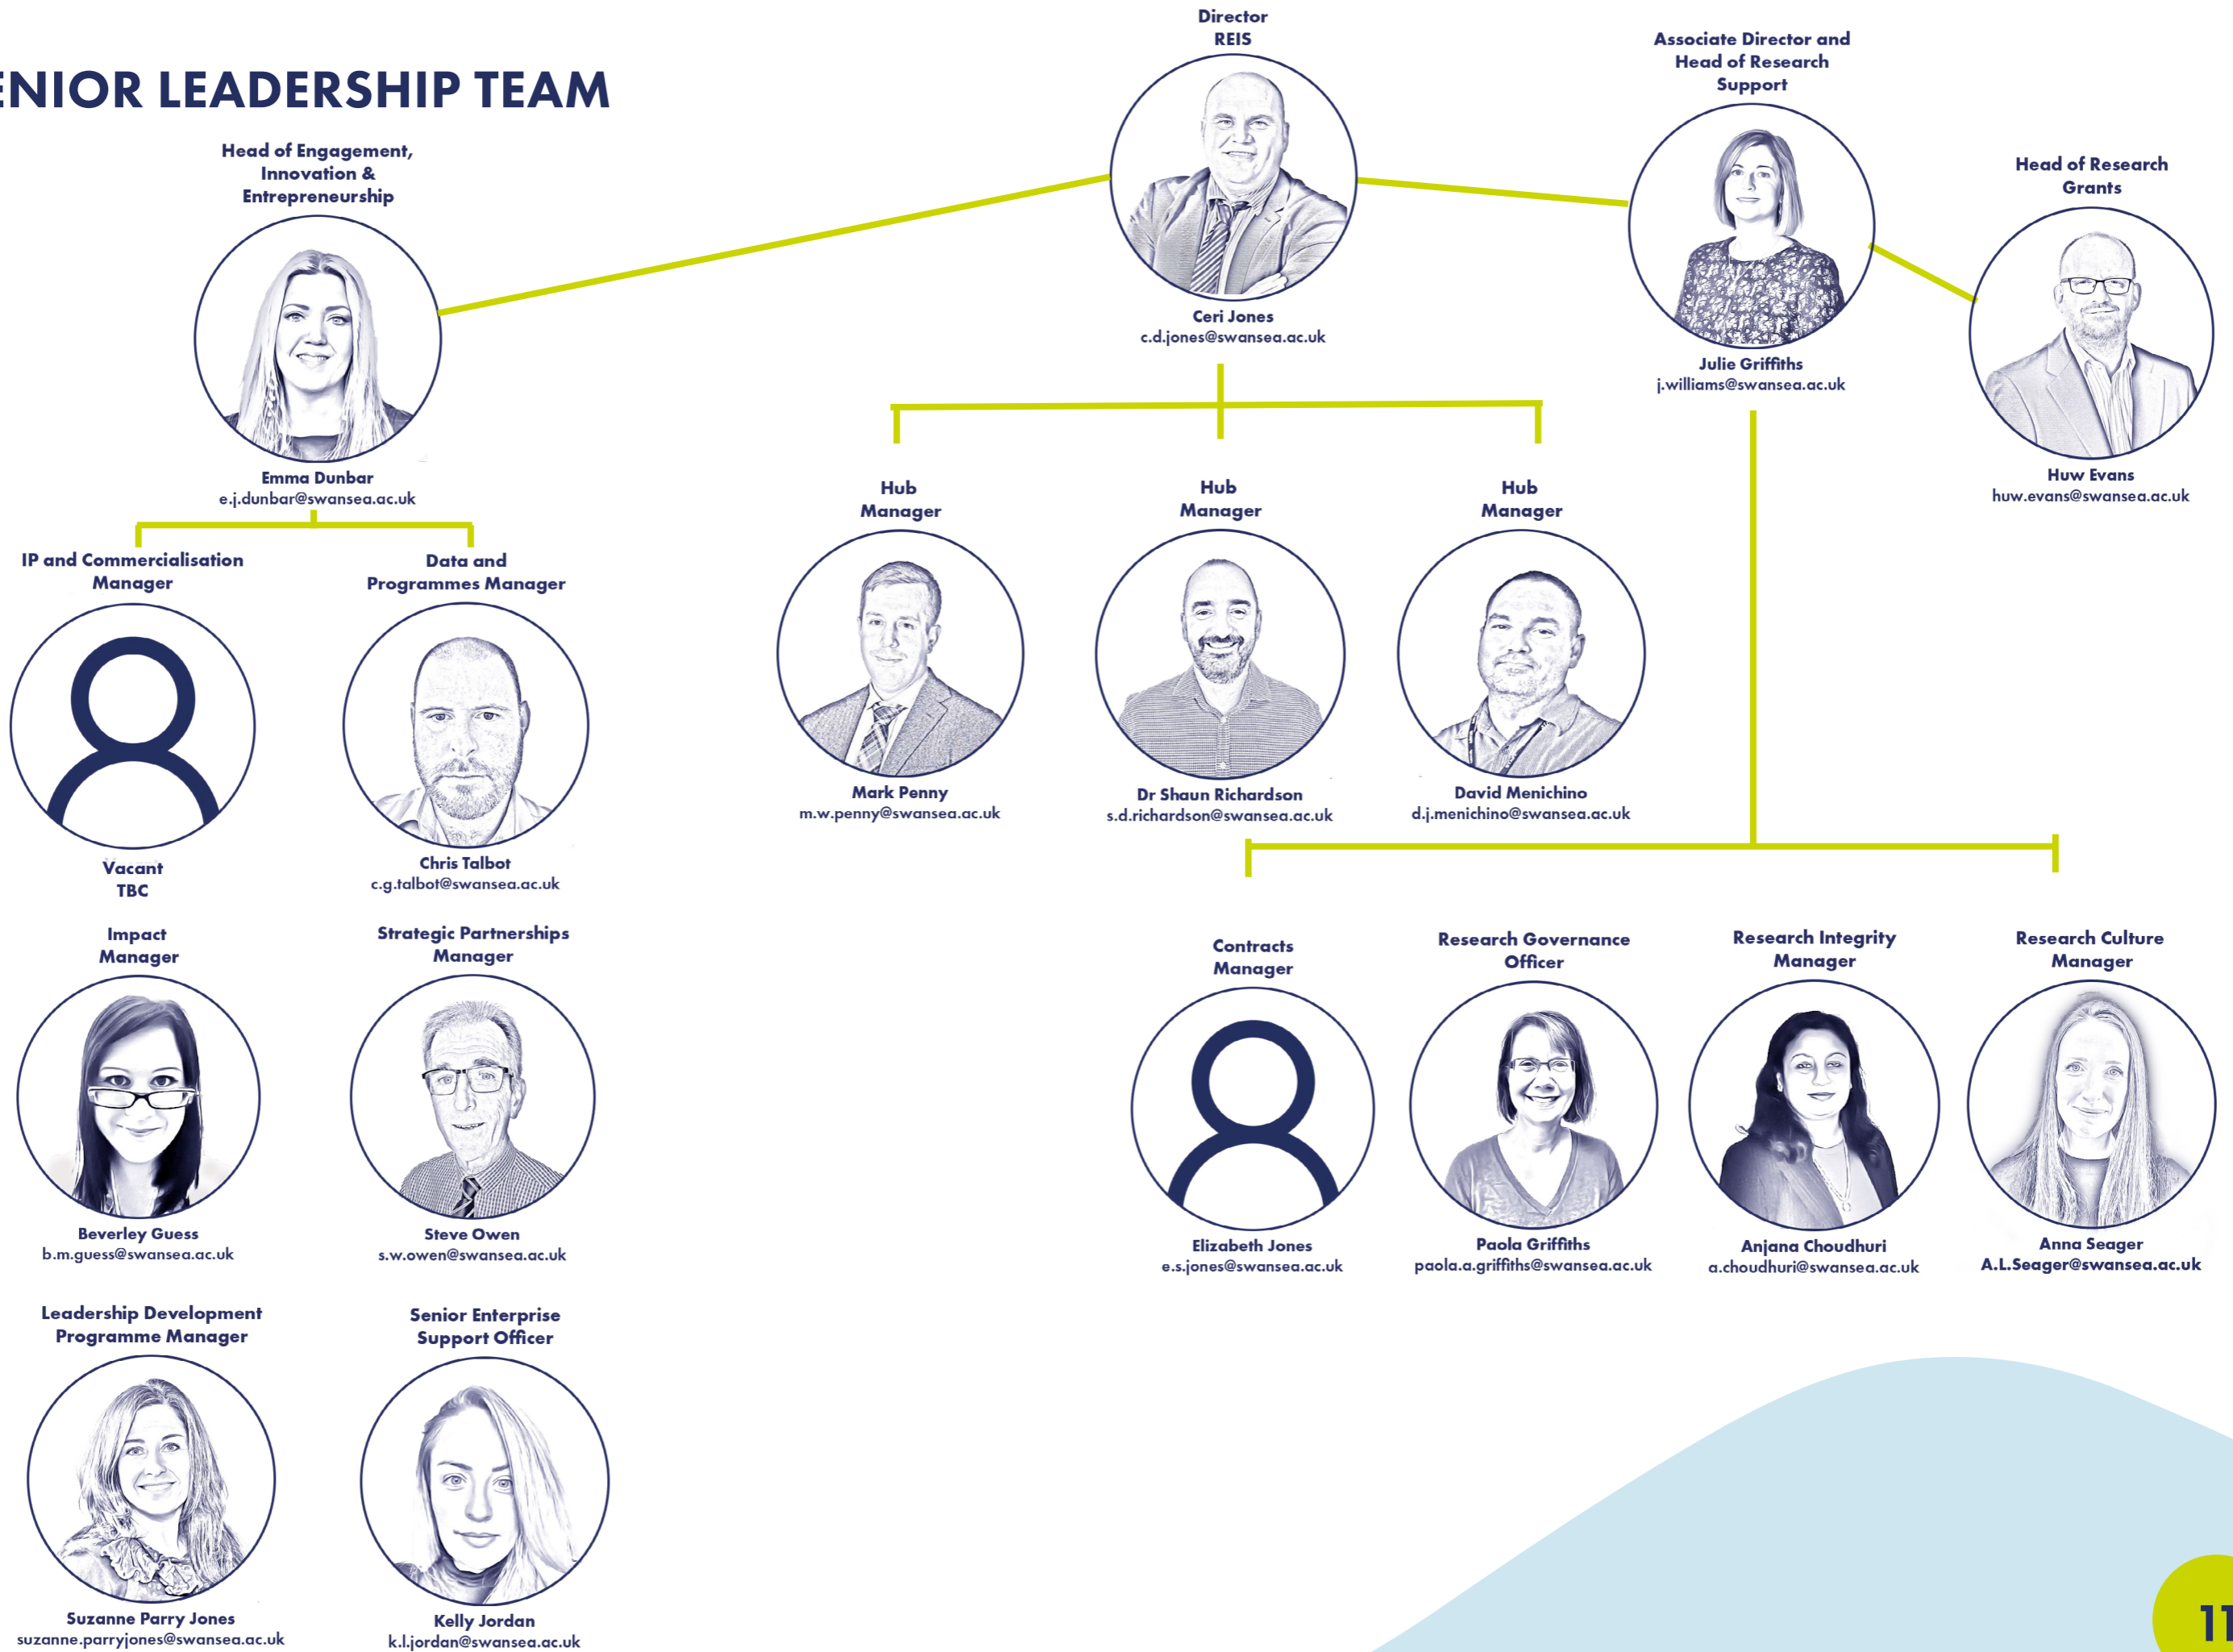 ENIOR LEADERSHIP TEAM
Director
REIS
Ceri Jones
c.d.jones@swansea.ac.uk
Associate Director and
Head of Research
Support
Julie Griffiths
j.williams@swansea.ac.uk
Head of Research
Grants
Huw Evans
huw.evans@swansea.ac.uk
Head of Engagement,
Innovation &
Entrepreneurship
Emma Dunbar
e.j.dunbar@swansea.ac.uk
IP and Commercialisation
Manager
Vacant
TBC
Data and
Programmes Manager
Chris Talbot
c.g.talbot@swansea.ac.uk
Hub
Manager
Mark Penny
m.w.penny@swansea.ac.uk
Hub
Manager
Dr Shaun Richardson
s.d.richardson@swansea.ac.uk
Hub
Manager
David Menichino
d.j.menichino@swansea.ac.uk
Impact
Manager
Beverley Guess
b.m.guess@swansea.ac.uk
Strategic Partnerships
Manager
Steve Owen
s.w.owen@swansea.ac.uk
Contracts
Manager
Elizabeth Jones
e.s.jones@swansea.ac.uk
Research Governance
Officer
Paola Griffiths
paola.a.griffiths@swansea.ac.uk
Research Integrity
Manager
Anjana Choudhuri
a.choudhuri@swansea.ac.uk
Research Culture
Manager
Anna Seager
A.L.Seager@swansea.ac.uk
Leadership Development
Programme Manager
Suzanne Parry Jones
suzanne.parryjones@swansea.ac.uk
Senior Enterprise
Support Officer
Kelly Jordan
k.l.jordan@swansea.ac.uk
11